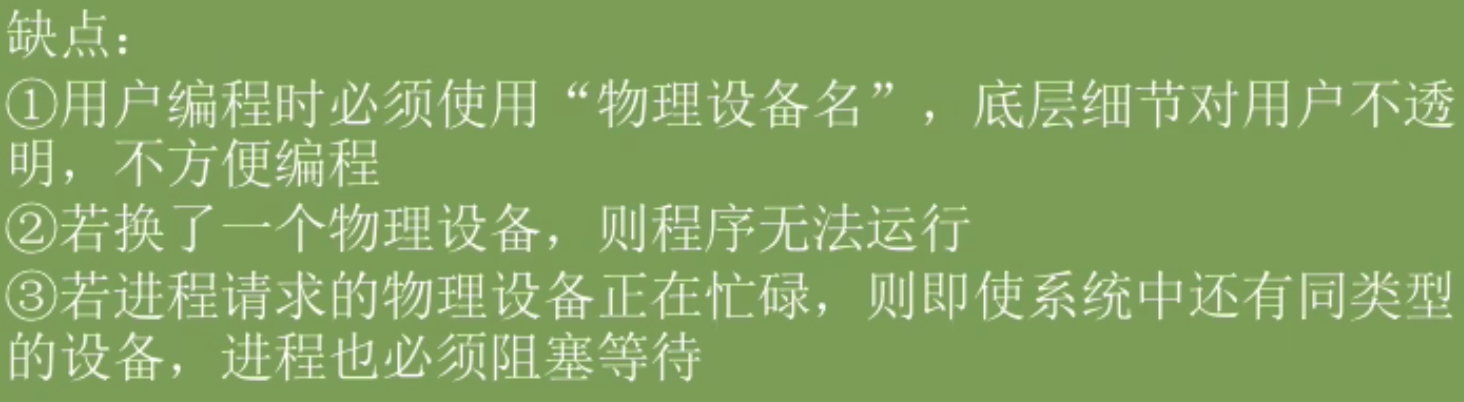 缺点：
①用户编程时必须使用“物理设备名”，底层细节对用户不透
明，不方便编程
②若换了一个物理设备，则程序无法运行
③若进程请求的物理设备正在忙碌，则即使系统中还有同类型
的设备，进程也必须阻塞等待